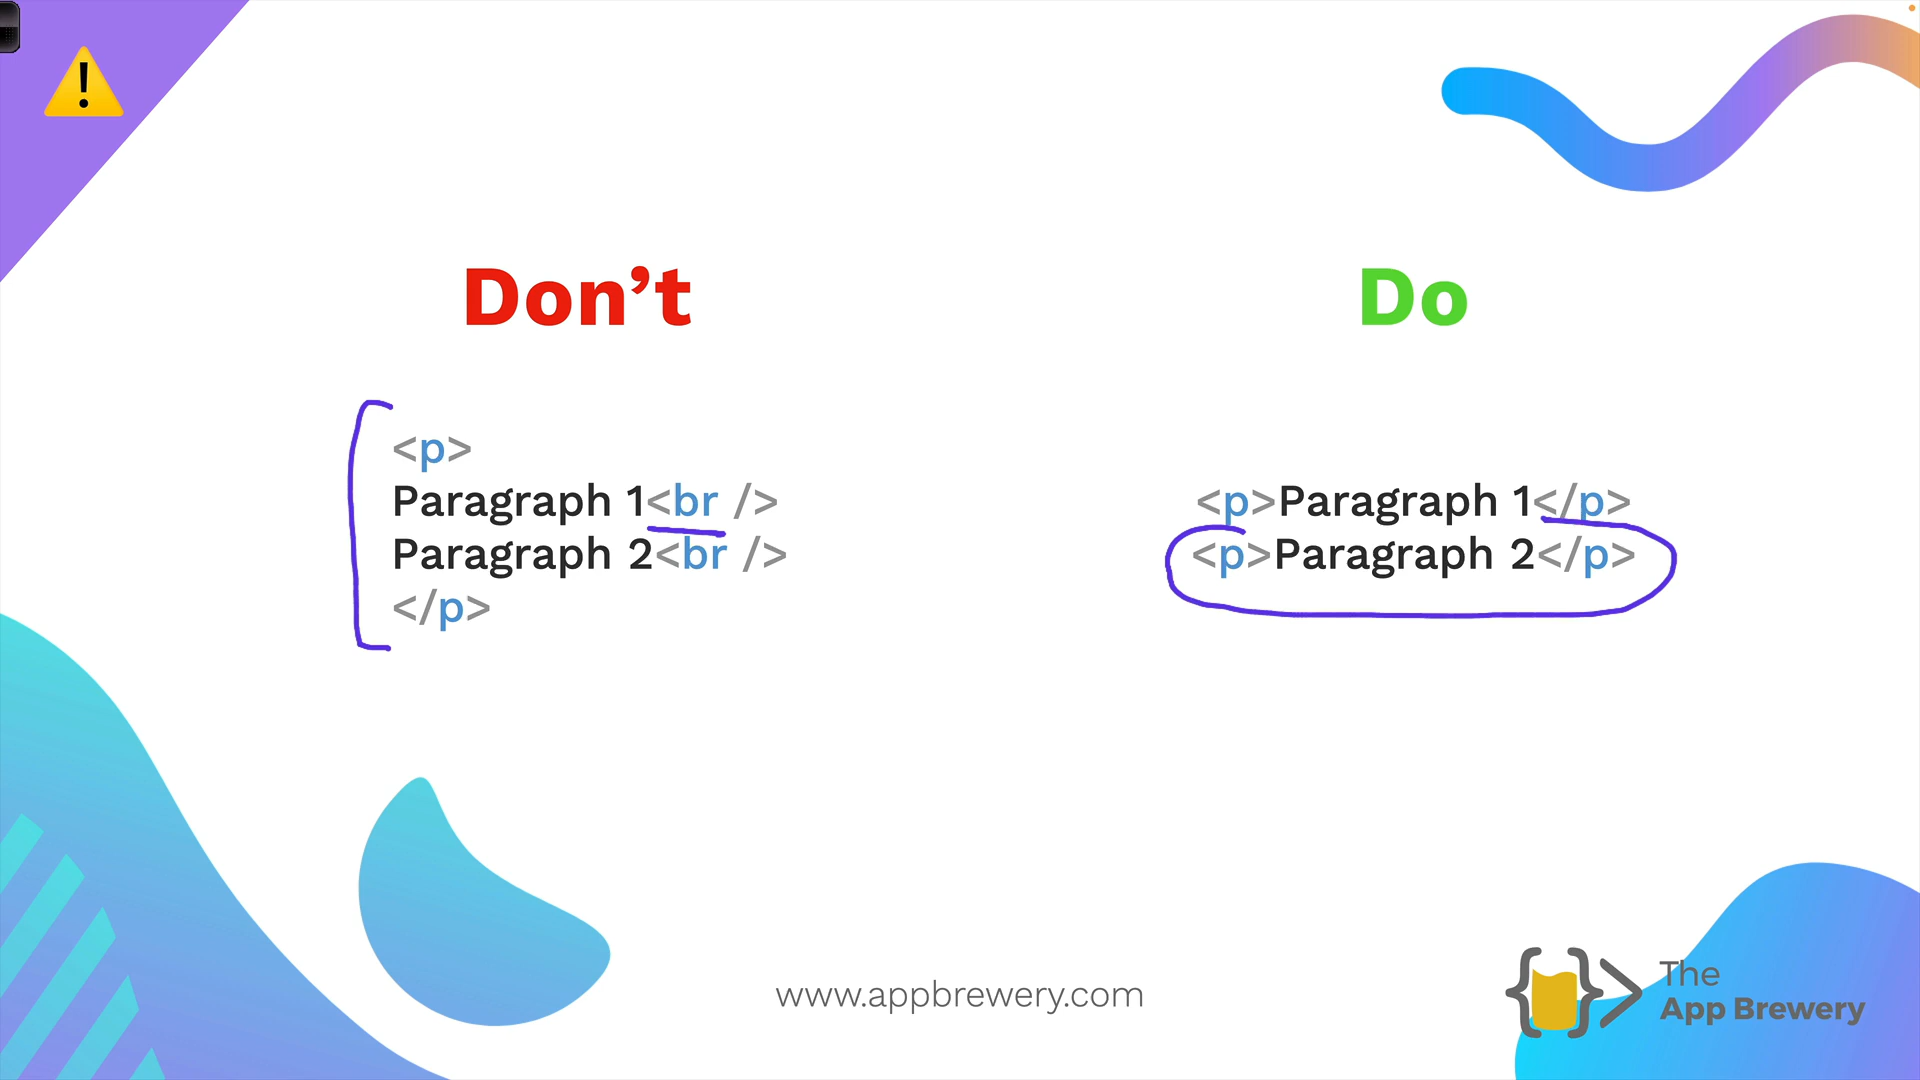 Don’t
<p>
Paragraph 1<br />
Paragraph 2<br />
</p>
Do
<p>Paragraph 1</p>
<p>Paragraph 2</p>
www.appbrewery.com
The
App Brewery